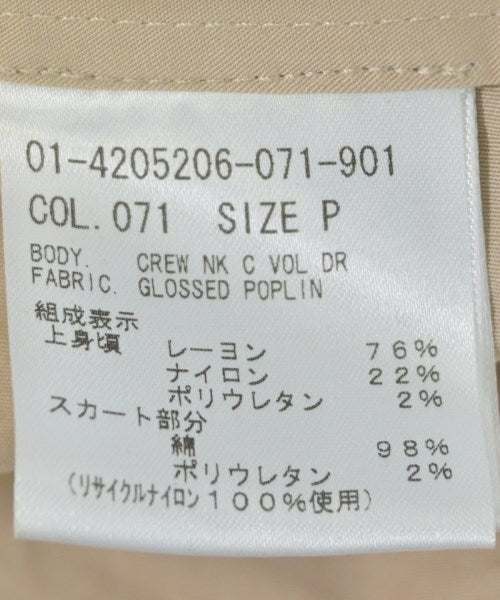 01-4205206-071-901
COL. 071 SIZE P
BODY. CREW NK C VOL DR
FABRIC. GLOSSED POPLIN
組成表示
上身頃 レーヨン 76%
ナイロン 22%
ポリウレタン 2%
スカート部分
綿 98%
ポリウレタン 2%
(リサイクルナイロン100%使用)